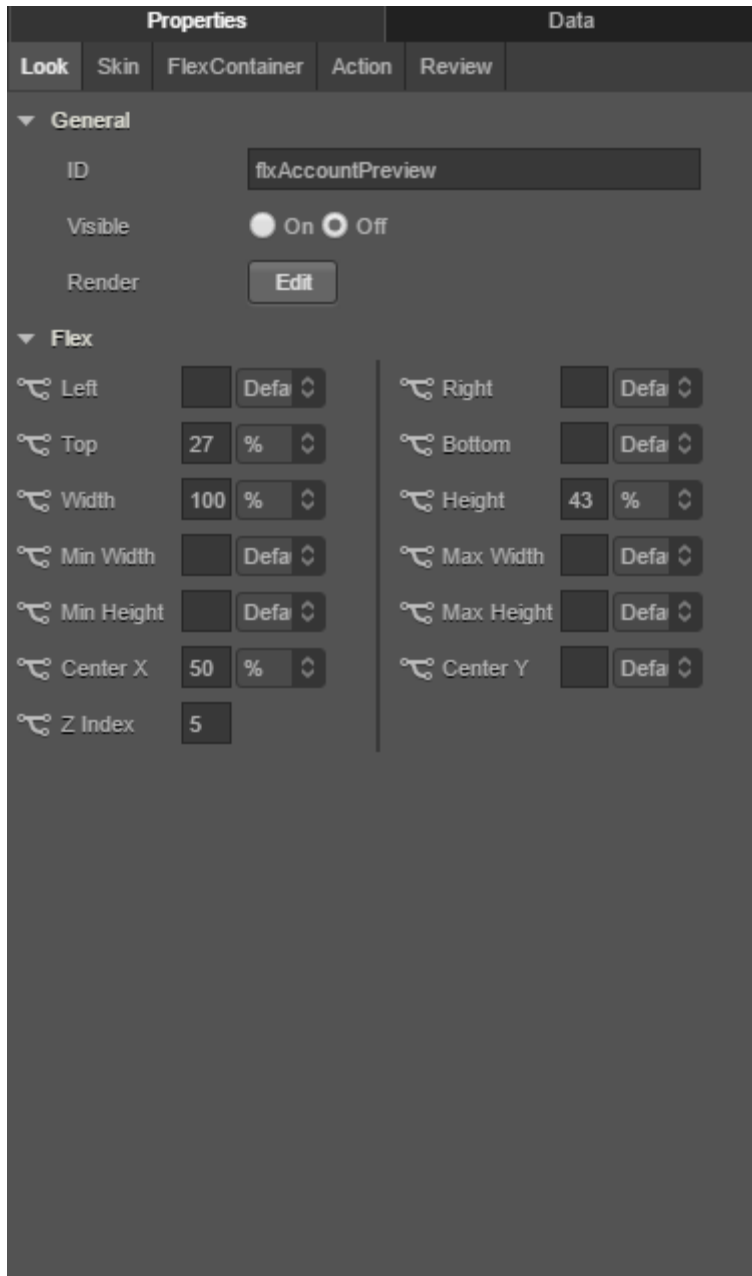 Properties Data
Look Skin FlexContainer Action Review
General
ID flxAccountPreview
Visible On Off
Render Edit
Flex
Left Defa Right Defa
Top 27 % Bottom Defa
Width 100 % Height 43 %
Min Width Defa Max Width Defa
Min Height Defa Max Height Defa
Center X 50 % Center Y Defa
Z Index 5